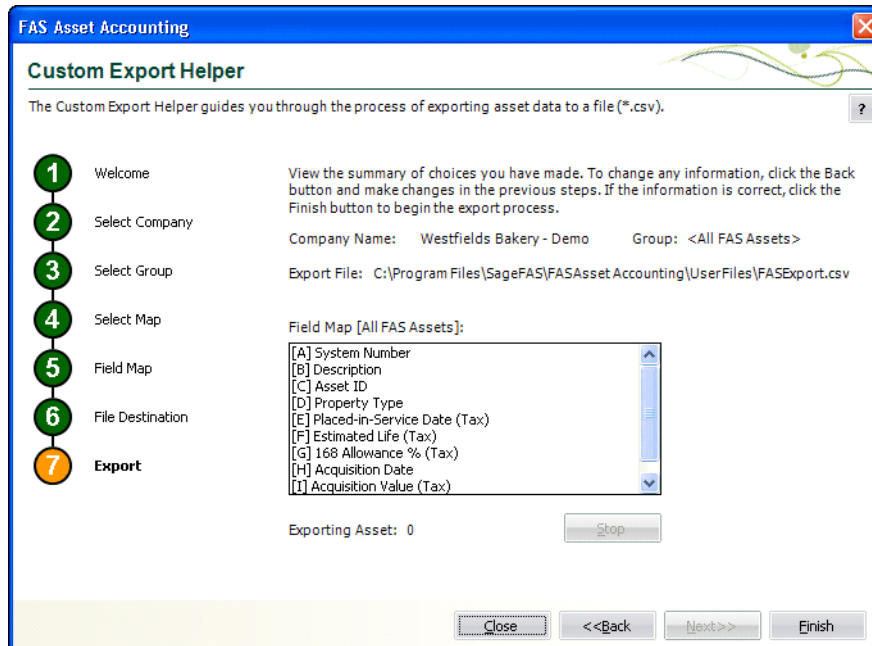 FAS Asset Accounting
Custom Export Helper
The Custom Export Helper guides you through the process of exporting asset data to a file (*.csv).
?
1 Welcome
2 Select Company
3 Select Group
4 Select Map
5 Field Map
6 File Destination
7 Export
View the summary of choices you have made. To change any information, click the Back
button and make changes in the previous steps. If the information is correct, click the
Finish button to begin the export process.
Company Name: Westfields Bakery - Demo Group: <All FAS Assets>
Export File: C:\Program Files\SageFAS\FASAsset Accounting\UserFiles\FASExport.csv
Field Map [All FAS Assets]:
[A] System Number
[B] Description
[C] Asset ID
[D] Property Type
[E] Placed-in-Service Date (Tax)
[F] Estimated Life (Tax)
[G] 168 Allowance % (Tax)
[H] Acquisition Date
[I] Acquisition Value (Tax)
Exporting Asset: 0 Stop
Close <<Back Next>> Finish